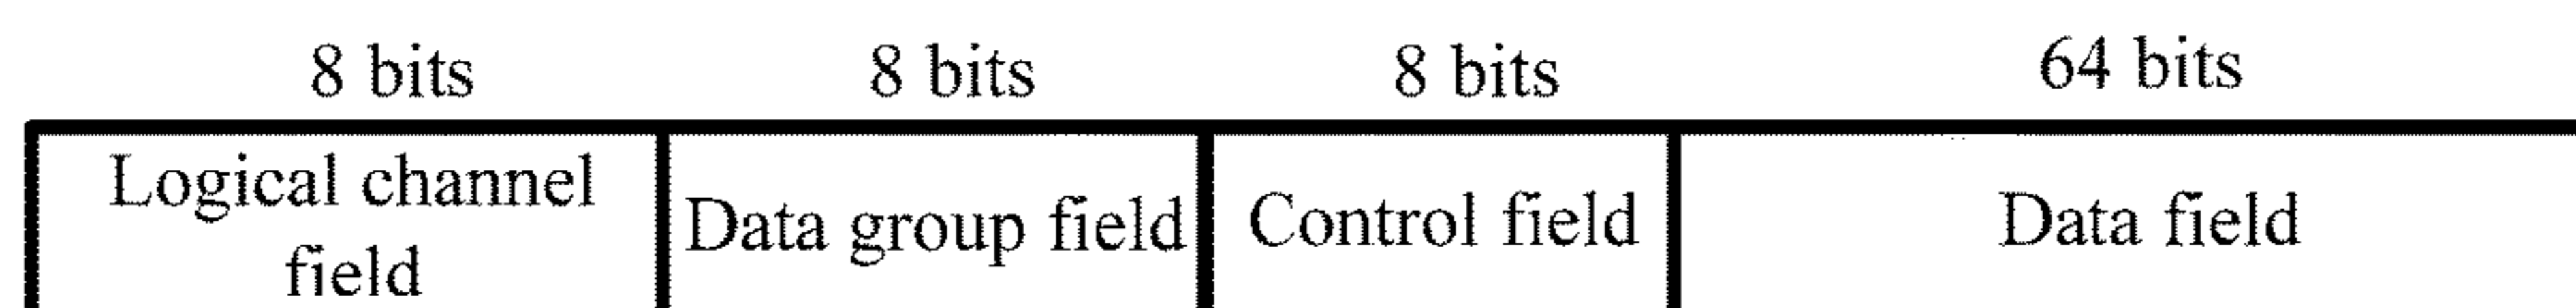 8 bits 8 bits 8 bits 64 bits
Logical channel
field
Data group field
Control field
Data field